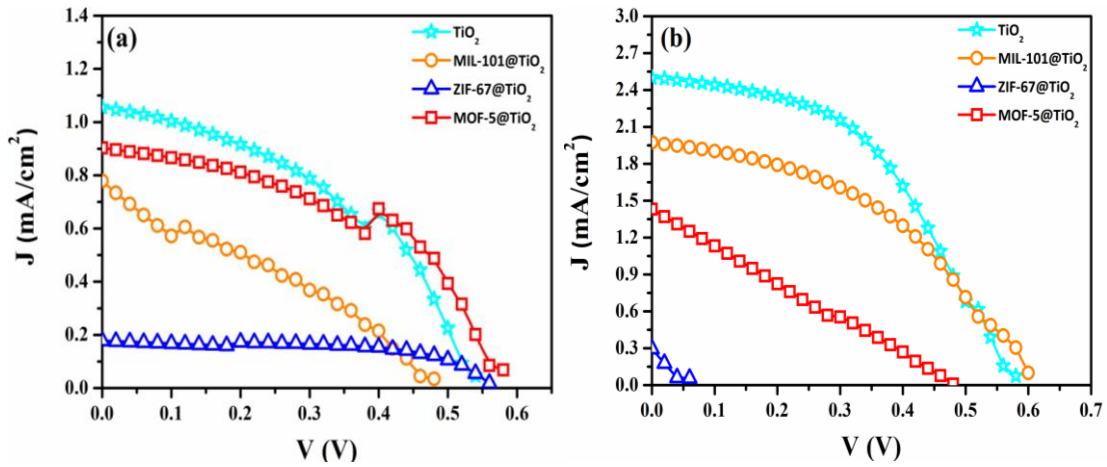 (a)
TiO2
MIL-101@TiO2
ZIF-67@TiO2
MOF-5@TiO2
J (mA/cm2)
1.4
1.2
1.0
0.8
0.6
0.4
0.2
0.0
0.0 0.1 0.2 0.3 0.4 0.5 0.6
V (V)
(b)
TiO2
MIL-101@TiO2
ZIF-67@TiO2
MOF-5@TiO2
J (mA/cm2)
3.0
2.7
2.4
2.1
1.8
1.5
1.2
0.9
0.6
0.3
0.0
0.0 0.1 0.2 0.3 0.4 0.5 0.6 0.7
V (V)